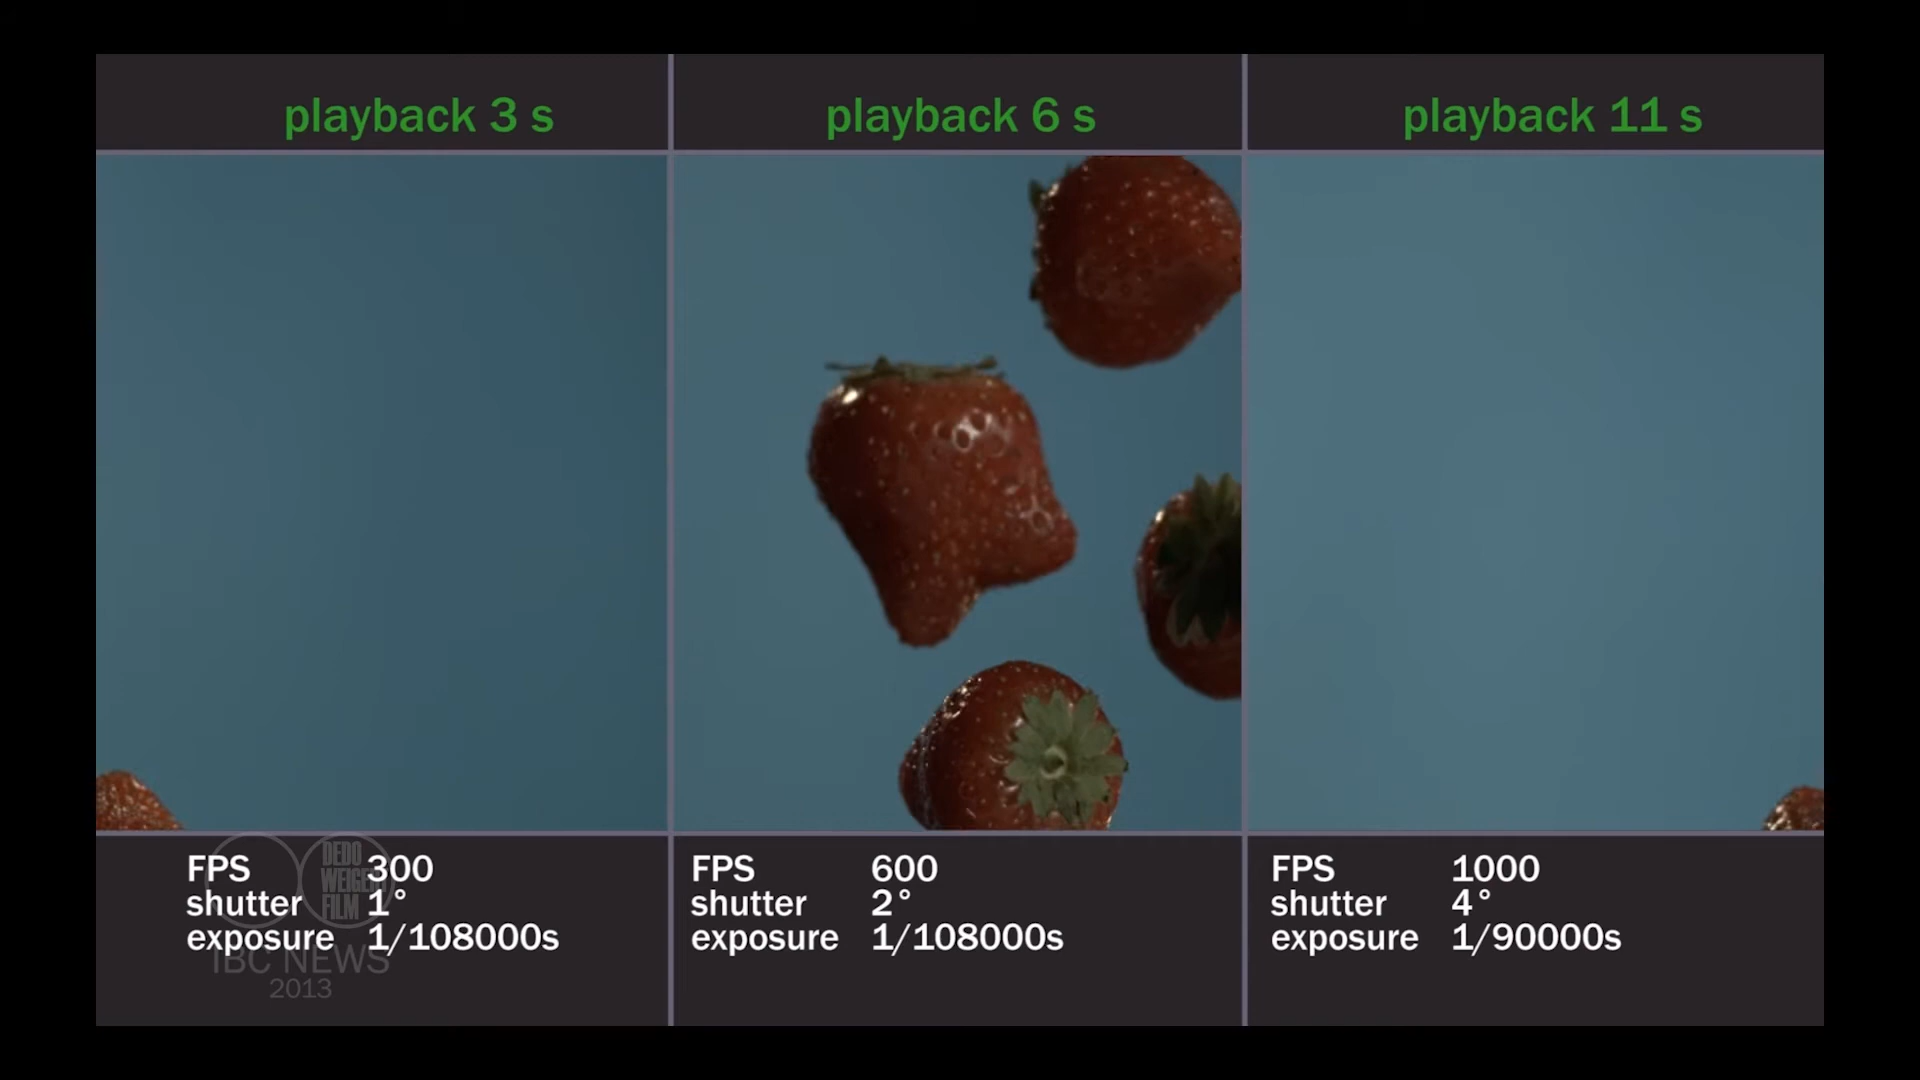 playback 3 s
playback 6 s
playback 11 s
FPS 300
shutter 1°
exposure 1/108000s
FPS 600
shutter 2°
exposure 1/108000s
FPS 1000
shutter 4°
exposure 1/90000s
DEDO
WEIGERT
FILM
IBC NEWS
2013